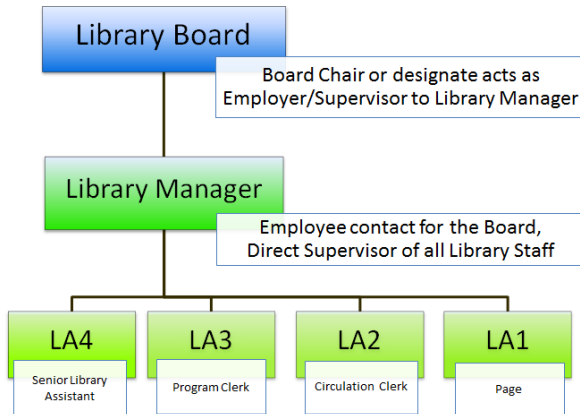 Library Board
Board Chair or designate acts as
Employer/Supervisor to Library Manager
Library Manager
Employee contact for the Board,
Direct Supervisor of all Library Staff
LA4
Senior Library
Assistant
LA3
Program Clerk
LA2
Circulation Clerk
LA1
Page